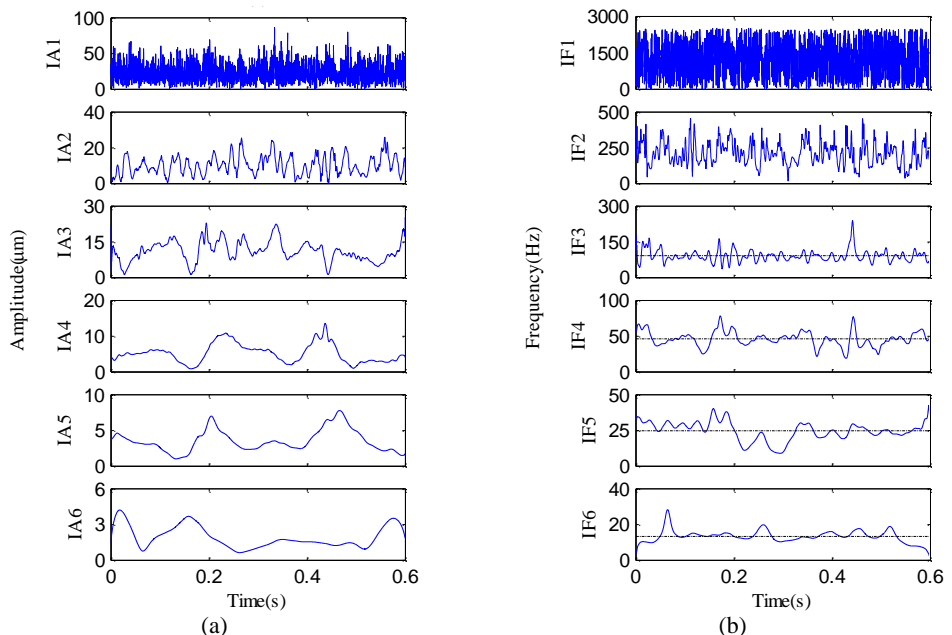 100
50
0
IA1
40
20
0
IA2
30
15
0
IA3
20
10
0
IA4
10
5
0
IA5
6
3
0
IA6
Amplitude(μm)
0 0.2 0.4 0.6
Time(s)
(a)
3000
1500
0
IF1
500
250
0
IF2
300
150
0
IF3
100
50
0
IF4
50
25
0
IF5
40
20
0
IF6
Frequency(Hz)
0 0.2 0.4 0.6
Time(s)
(b)